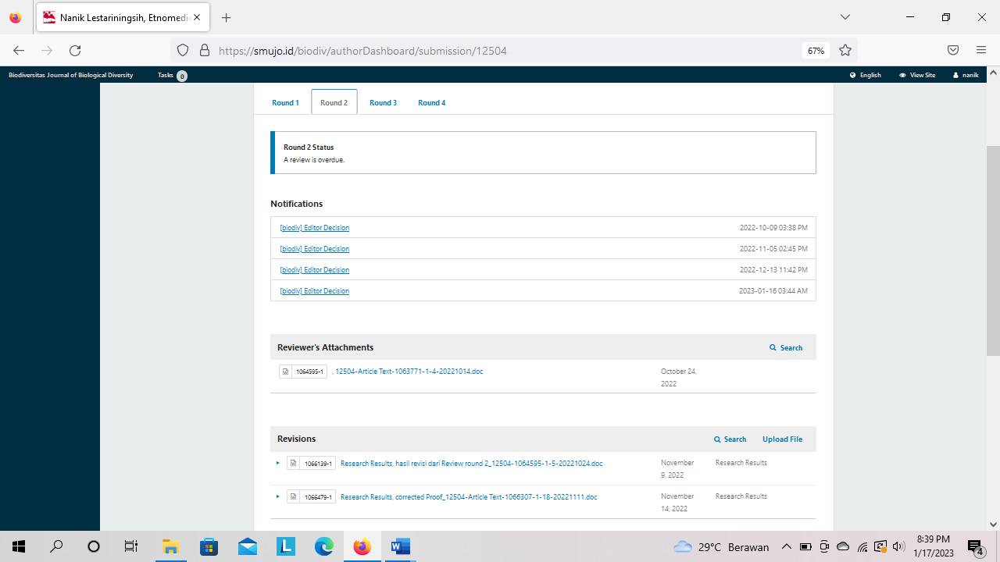 Nanik Lestariningsih, Etnomedic
https://smujo.id/biodiv/authorDashboard/submission/12504
67%
Biodiversitas Journal of Biological Diversity
Tasks 0
English
View Site
nanik
Round 1
Round 2
Round 3
Round 4
Round 2 Status
A review is overdue.
Notifications
[biodiv] Editor Decision 2022-10-09 03:38 PM
[biodiv] Editor Decision 2022-11-05 02:45 PM
[biodiv] Editor Decision 2022-12-13 11:42 PM
[biodiv] Editor Decision 2023-01-16 03:44 AM
Reviewer's Attachments
Search
1064595-1 , 12504-Article Text-1063771-1-4-20221014.doc October 24,
2022
Revisions
Search
Upload File
1066139-1 Research Results, hasil revisi dari Review round 2_12504-1064595-1-5-20221024.doc November Research Results
9, 2022
1066479-1 Research Results, corrected Proof_12504-Article Text-1066307-1-18-20221111.doc November Research Results
14, 2022
29°C Berawan
8:39 PM
1/17/2023
4